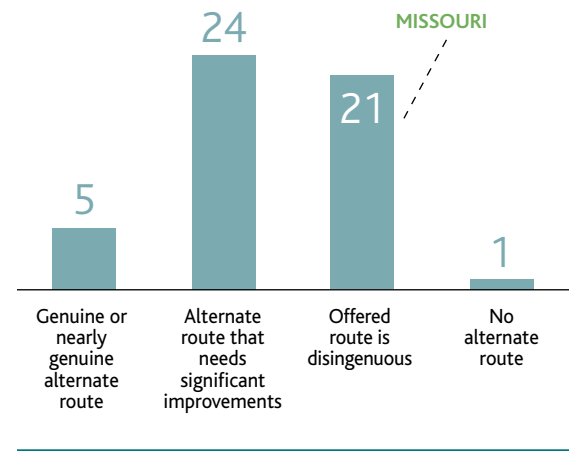 24
MISSOURI
21
5
1
Genuine or
nearly
genuine
alternate
route
Alternate
route that
needs
significant
improvements
Offered
route is
disingenuous
No
alternate
route